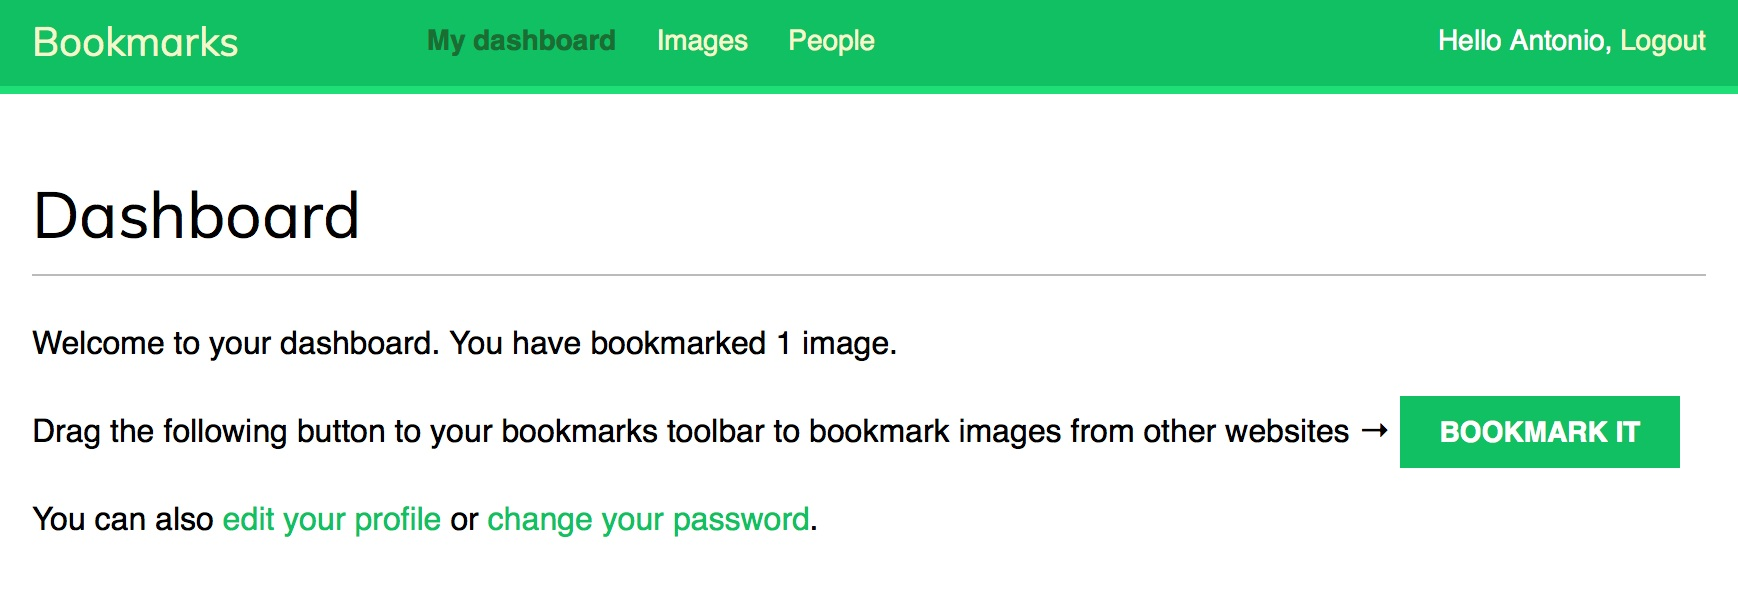 Bookmarks My dashboard Images People Hello Antonio, Logout
Dashboard
Welcome to your dashboard. You have bookmarked 1 image.
Drag the following button to your bookmarks toolbar to bookmark images from other websites → BOOKMARK IT
You can also edit your profile or change your password.